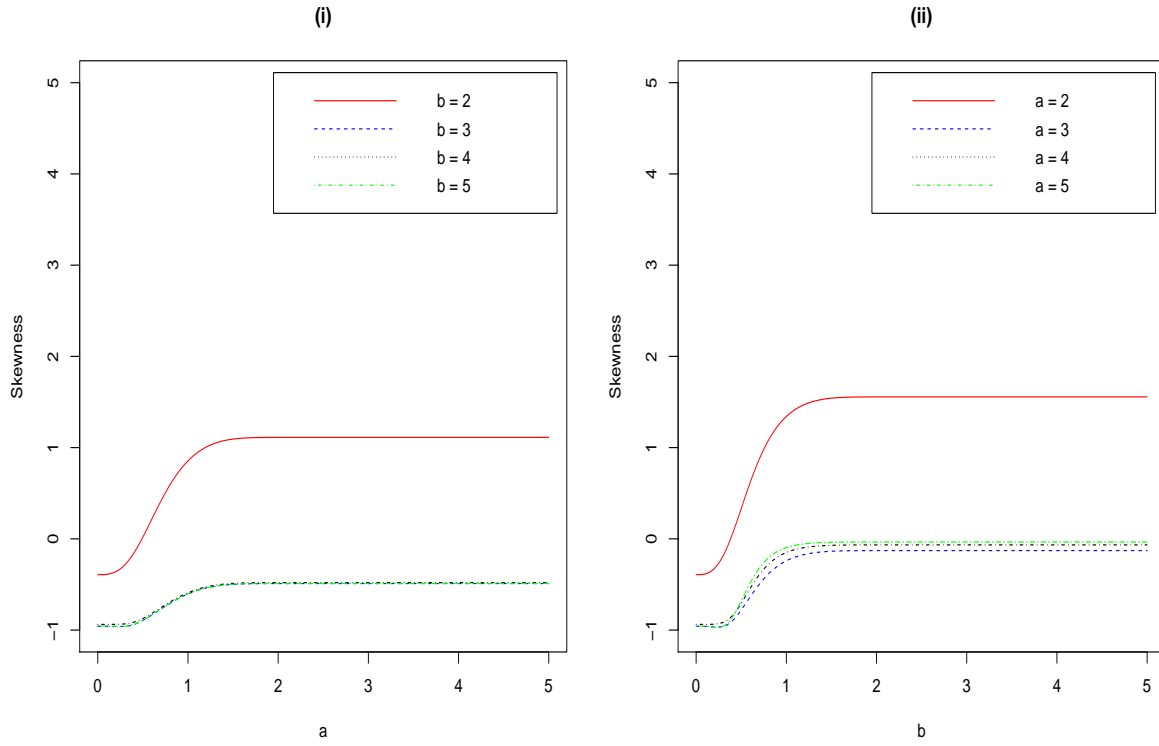 (i)
Skewness
5
4
3
2
1
0
−1
b = 2
b = 3
b = 4
b = 5
0 1 2 3 4 5
a
(ii)
Skewness
5
4
3
2
1
0
−1
a = 2
a = 3
a = 4
a = 5
0 1 2 3 4 5
b